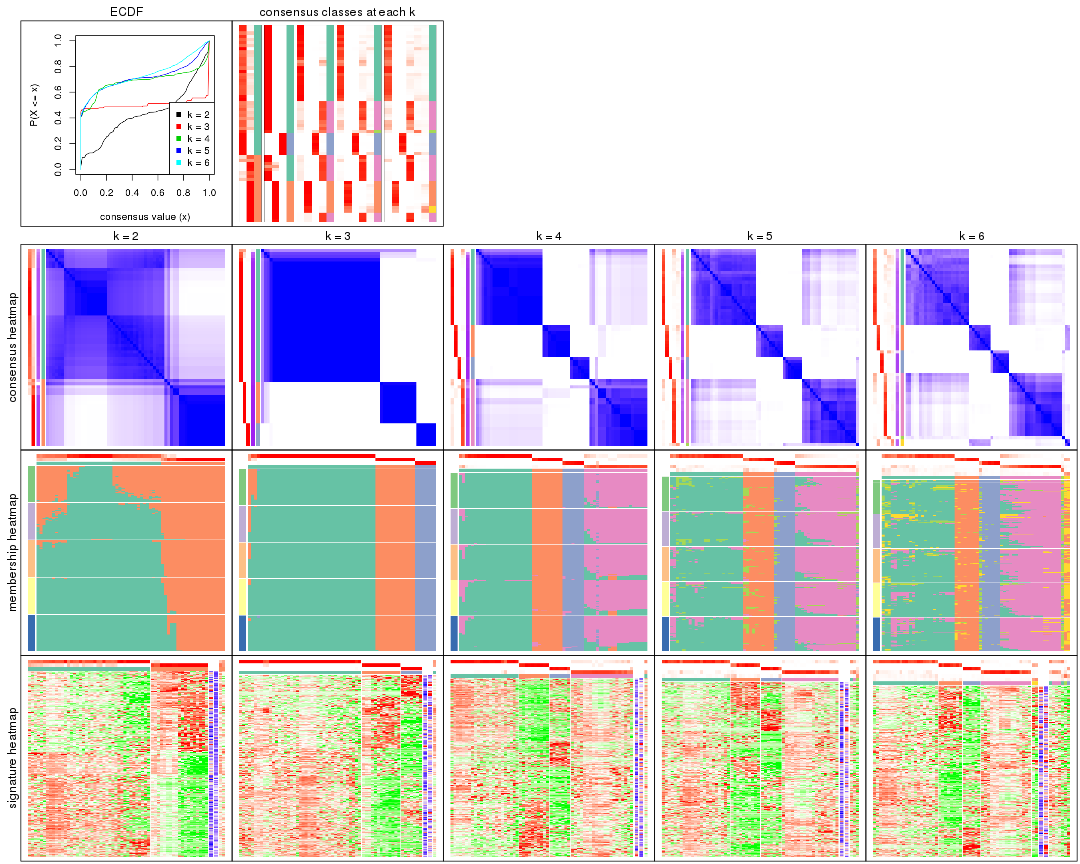 ECDF
consensus classes at each k
P(X <= x)
0.0 0.2 0.4 0.6 0.8 1.0
k = 2
k = 3
k = 4
k = 5
k = 6
0.0 0.2 0.4 0.6 0.8 1.0
consensus value (x)
k = 2
k = 3
k = 4
k = 5
k = 6
consensus heatmap
membership heatmap
signature heatmap